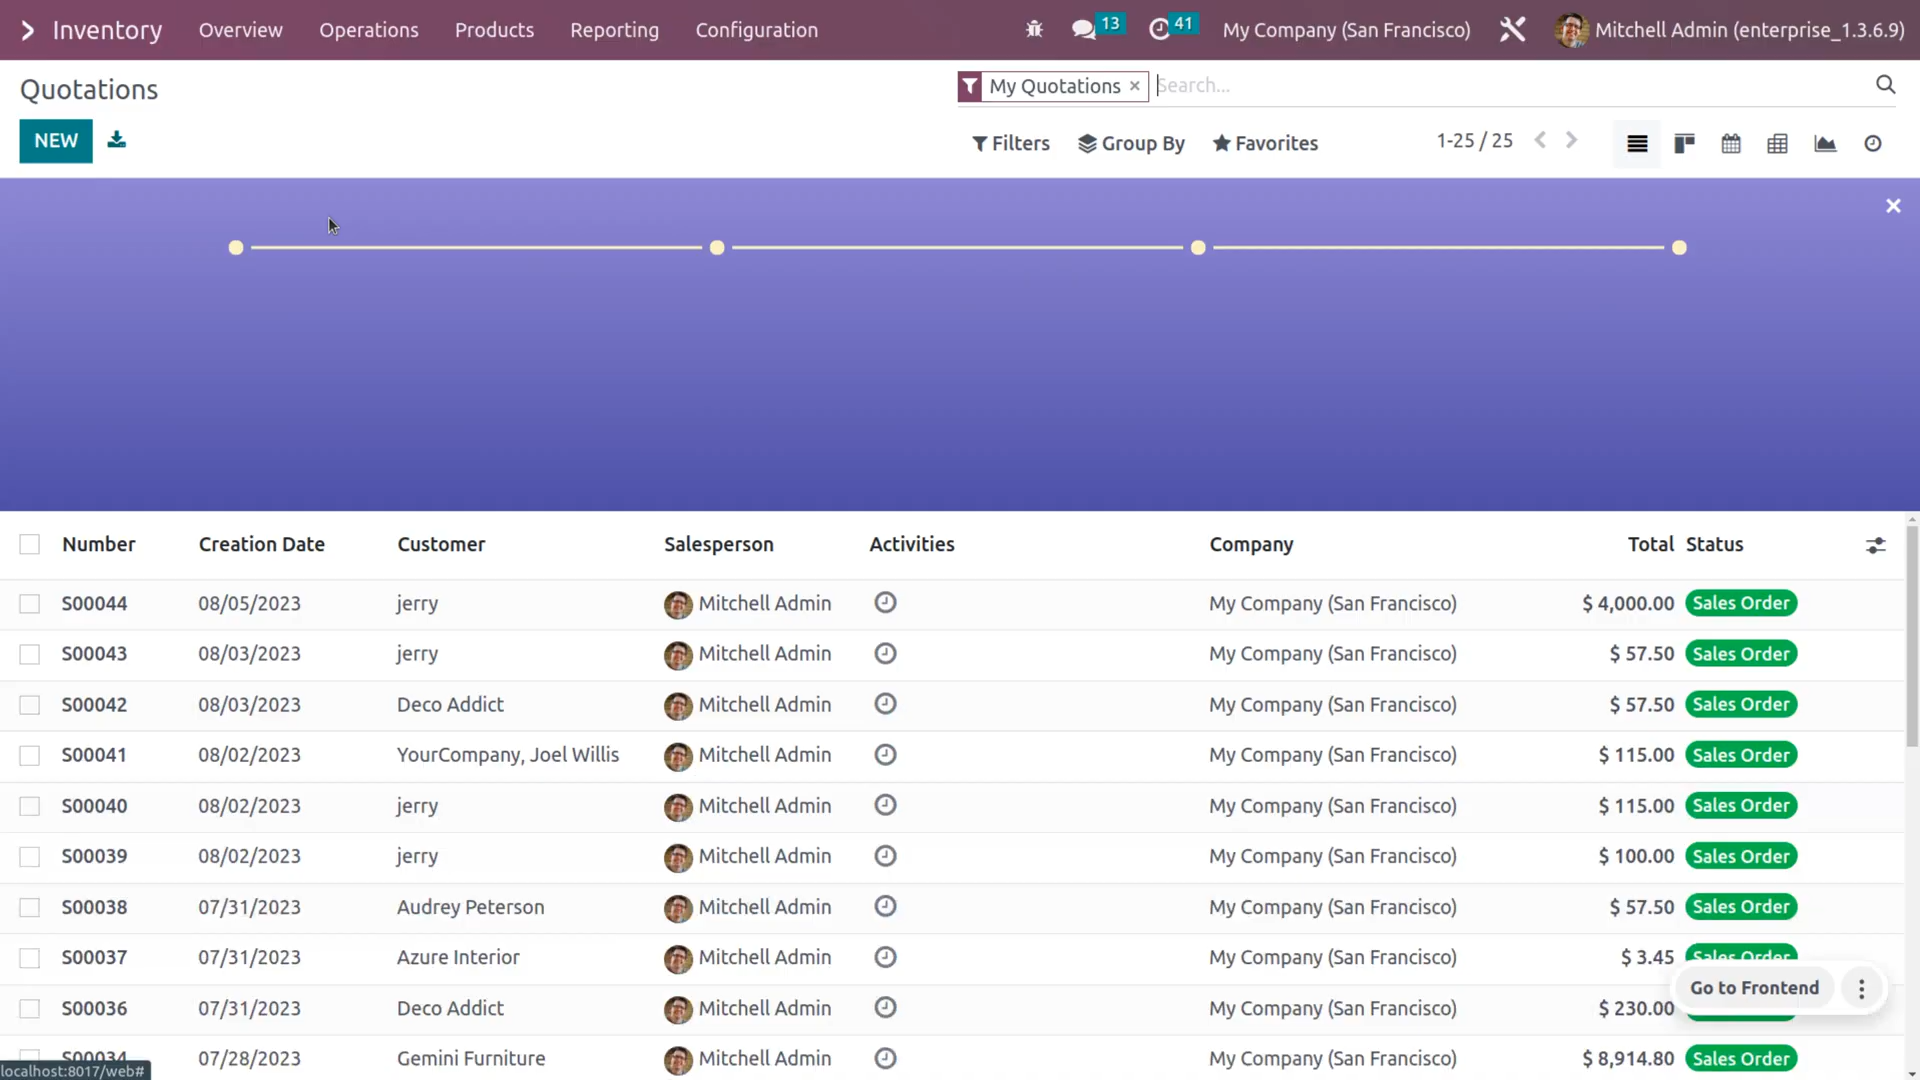 Inventory Overview Operations Products Reporting Configuration 13 41 My Company (San Francisco) Mitchell Admin (enterprise_1.3.6.9)
Quotations My Quotations × Search...
NEW Filters Group By Favorites 1-25 / 25
Number Creation Date Customer Salesperson Activities Company Total Status
S00044 08/05/2023 jerry Mitchell Admin My Company (San Francisco) $ 4,000.00 Sales Order
S00043 08/03/2023 jerry Mitchell Admin My Company (San Francisco) $ 57.50 Sales Order
S00042 08/03/2023 Deco Addict Mitchell Admin My Company (San Francisco) $ 57.50 Sales Order
S00041 08/02/2023 YourCompany, Joel Willis Mitchell Admin My Company (San Francisco) $ 115.00 Sales Order
S00040 08/02/2023 jerry Mitchell Admin My Company (San Francisco) $ 115.00 Sales Order
S00039 08/02/2023 jerry Mitchell Admin My Company (San Francisco) $ 100.00 Sales Order
S00038 07/31/2023 Audrey Peterson Mitchell Admin My Company (San Francisco) $ 57.50 Sales Order
S00037 07/31/2023 Azure Interior Mitchell Admin My Company (San Francisco) $ 3.45 Sales Order
Go to Frontend
S00036 07/31/2023 Deco Addict Mitchell Admin My Company (San Francisco) $ 230.00
S00034 07/28/2023 Gemini Furniture Mitchell Admin My Company (San Francisco) $ 8,914.80 Sales Order
localhost:8017/web#